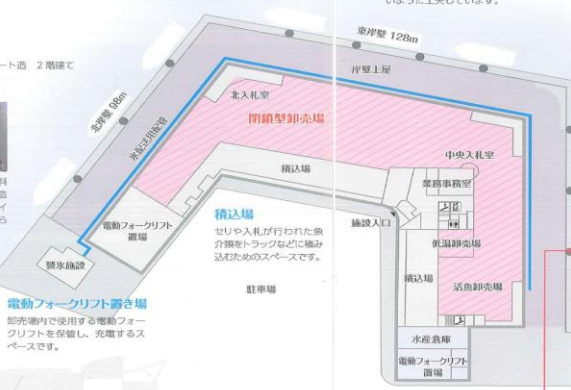 いように工夫しています。
ート造 2階建て
東岸壁 128m
岸壁上屋
北岸壁 98m
氷配送用配管
北入札室
閉鎖型卸売場
中央入札室
積込場
業務事務室
電動フォークリフト
置場
積込場
セリや入札が行われた魚
介類をトラックなどに積み
込むためのスペースです。
施設入口
低温卸売場
製氷施設
駐車場
積込場
活魚卸売場
電動フォークリフト置き場
卸売場内で使用する電動フォー
クリフトを保管し、充電するス
ペースです。
水産倉庫
電動フォークリフト
置場